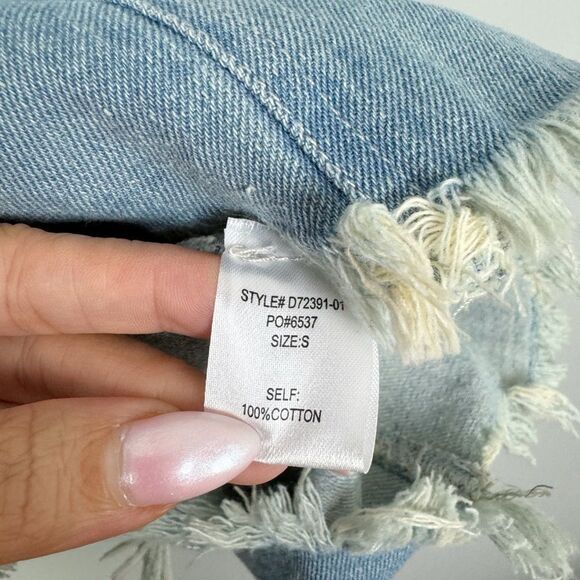 STYLE# D72391-01
PO#6537
SIZE:S
SELF:
100%COTTON